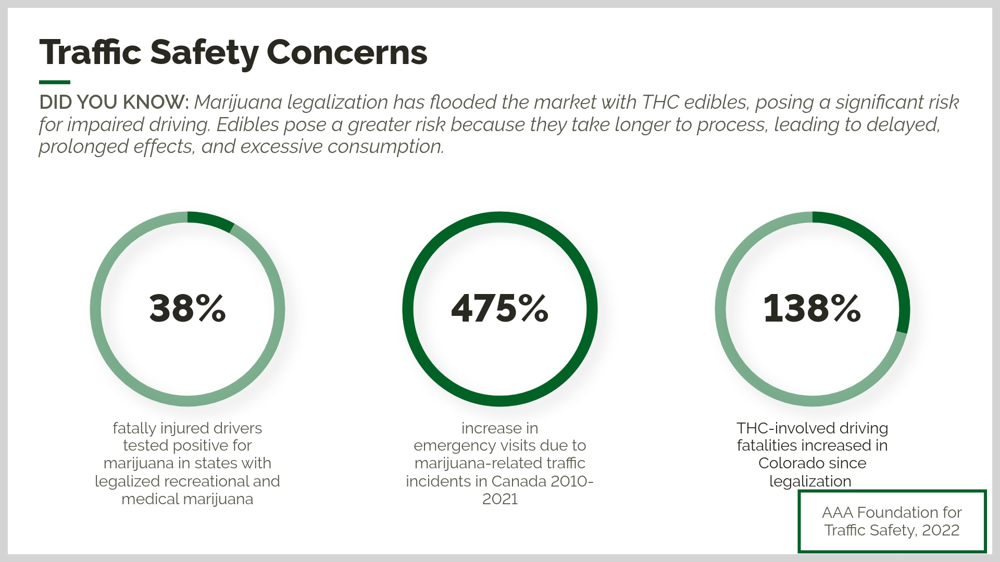 Traffic Safety Concerns
DID YOU KNOW: Marijuana legalization has flooded the market with THC edibles, posing a significant risk
for impaired driving. Edibles pose a greater risk because they take longer to process, leading to delayed,
prolonged effects, and excessive consumption.
38%
fatally injured drivers
tested positive for
marijuana in states with
legalized recreational and
medical marijuana
475%
increase in
emergency visits due to
marijuana-related traffic
incidents in Canada 2010-
2021
138%
THC-involved driving
fatalities increased in
Colorado since
legalization
AAA Foundation for
Traffic Safety, 2022